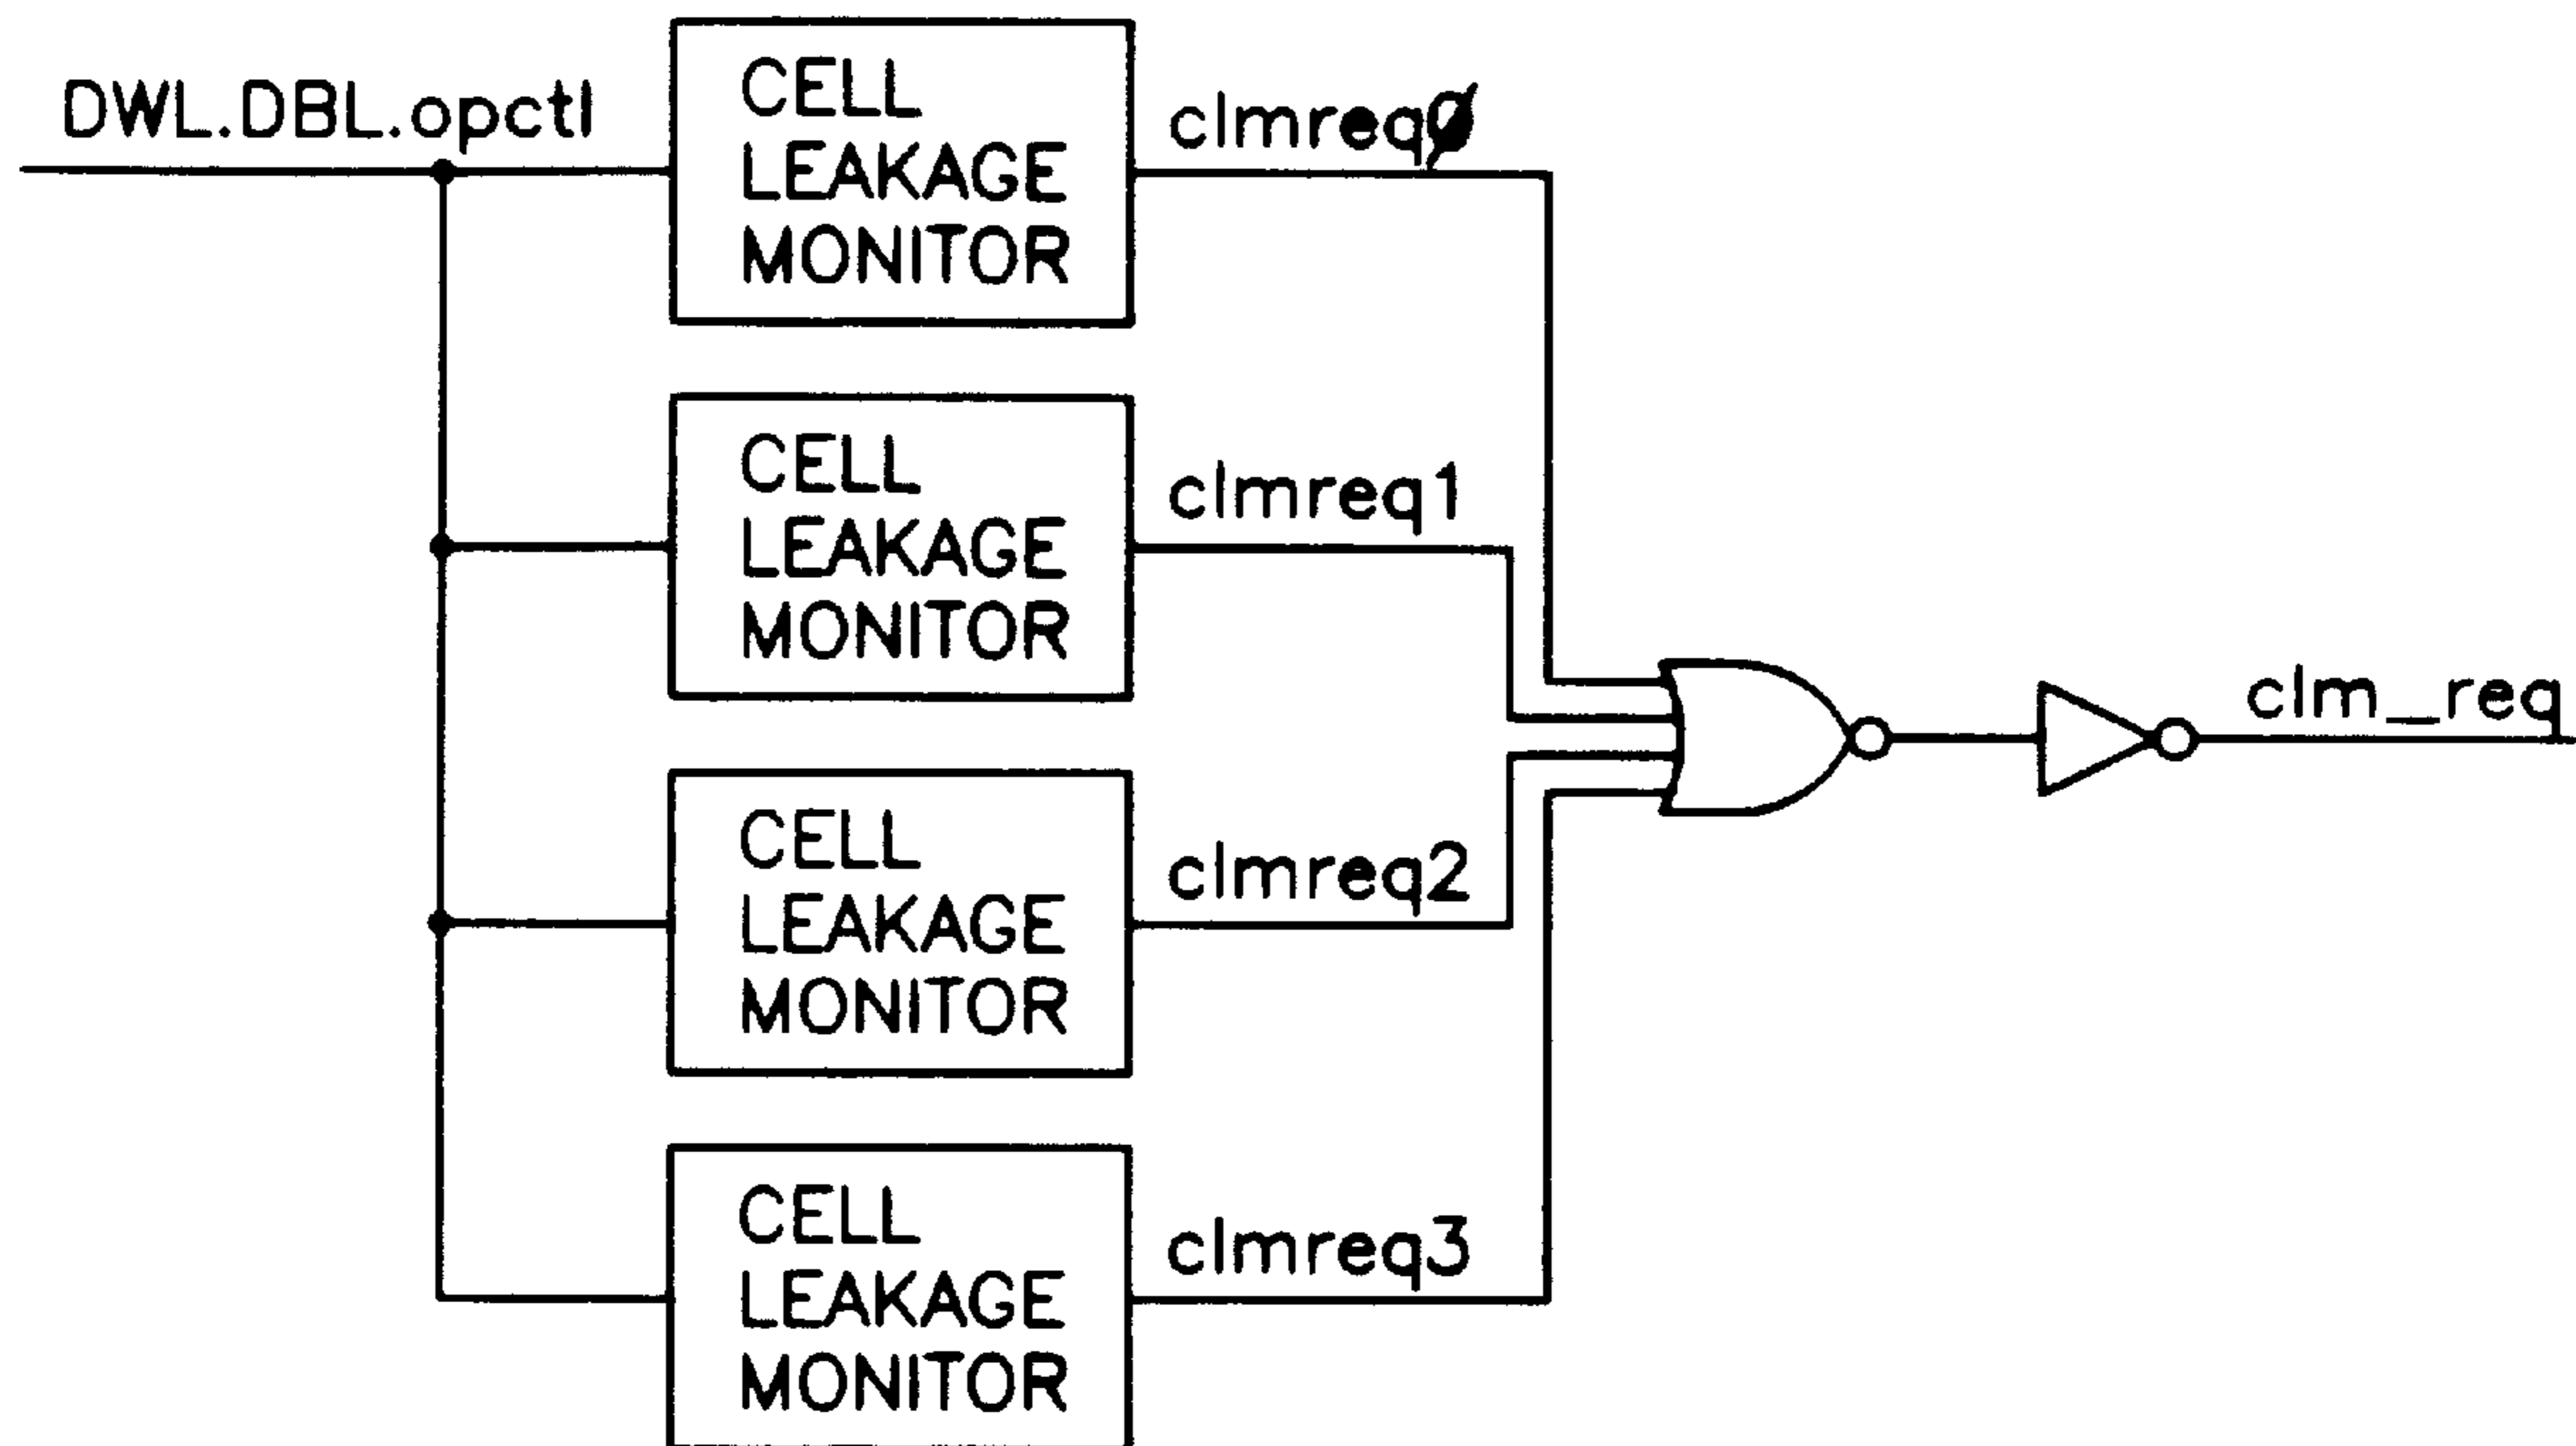 DWL.DBL.opctl
CELL
LEAKAGE
MONITOR
clmreq0
CELL
LEAKAGE
MONITOR
clmreq1
CELL
LEAKAGE
MONITOR
clmreq2
CELL
LEAKAGE
MONITOR
clmreq3
clm_req